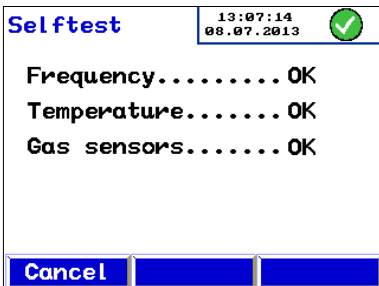 Selftest
13:07:14
08.07.2013
Frequency.........OK
Temperature.......OK
Gas sensors.......OK
Cancel